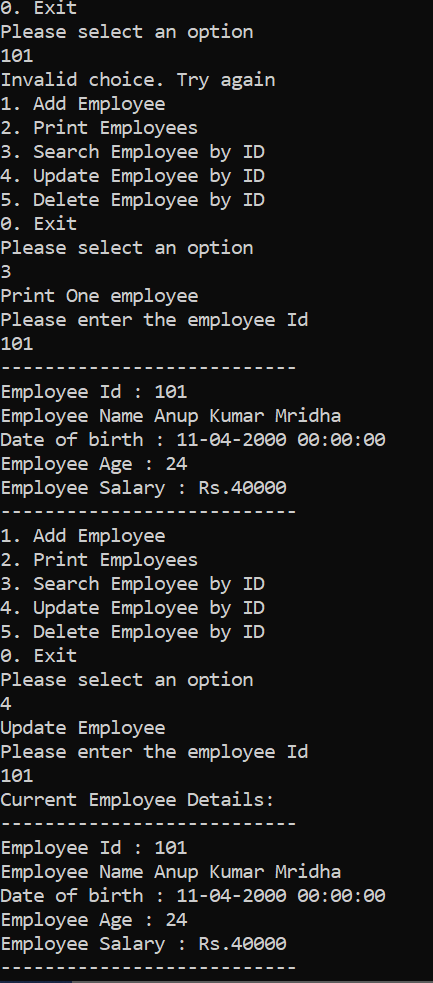 0. Exit
Please select an option
101
Invalid choice. Try again
1. Add Employee
2. Print Employees
3. Search Employee by ID
4. Update Employee by ID
5. Delete Employee by ID
0. Exit
Please select an option
3
Print One employee
Please enter the employee Id
101
---------------------------
Employee Id : 101
Employee Name Anup Kumar Mridha
Date of birth : 11-04-2000 00:00:00
Employee Age : 24
Employee Salary : Rs.40000
---------------------------
1. Add Employee
2. Print Employees
3. Search Employee by ID
4. Update Employee by ID
5. Delete Employee by ID
0. Exit
Please select an option
4
Update Employee
Please enter the employee Id
101
Current Employee Details:
---------------------------
Employee Id : 101
Employee Name Anup Kumar Mridha
Date of birth : 11-04-2000 00:00:00
Employee Age : 24
Employee Salary : Rs.40000
---------------------------